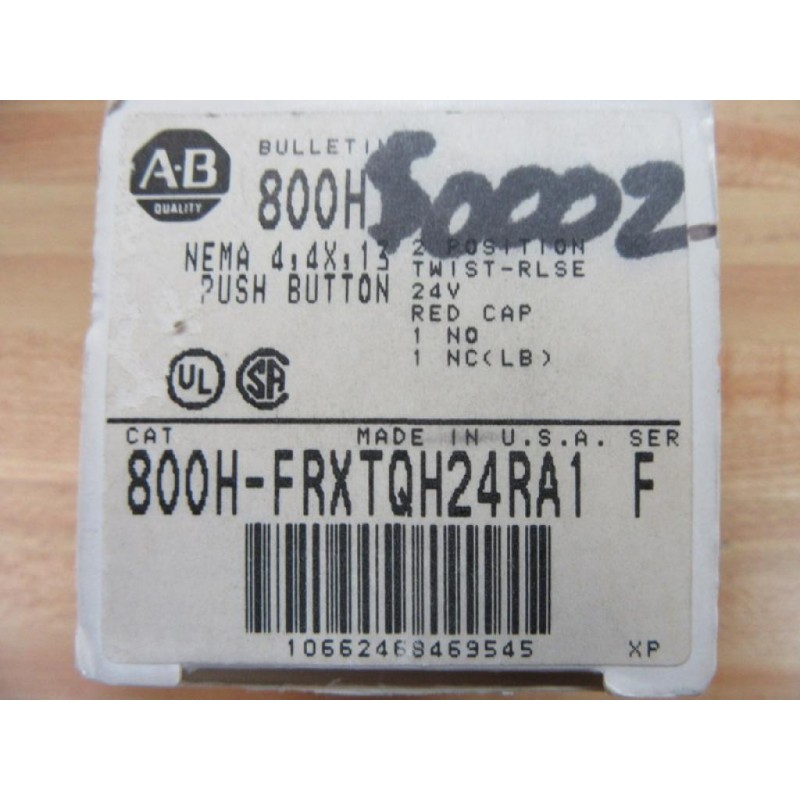 A-B
QUALITY
BULLETIN
800H
50002
NEMA 4,4X,13
PUSH BUTTON
2 POSITION
TWIST-RLSE
24V
RED CAP
1 NO
1 NC(LB)
UL
SA
CAT MADE IN U.S.A. SER
800H-FRXTQH24RA1 F
10662468469545 XP